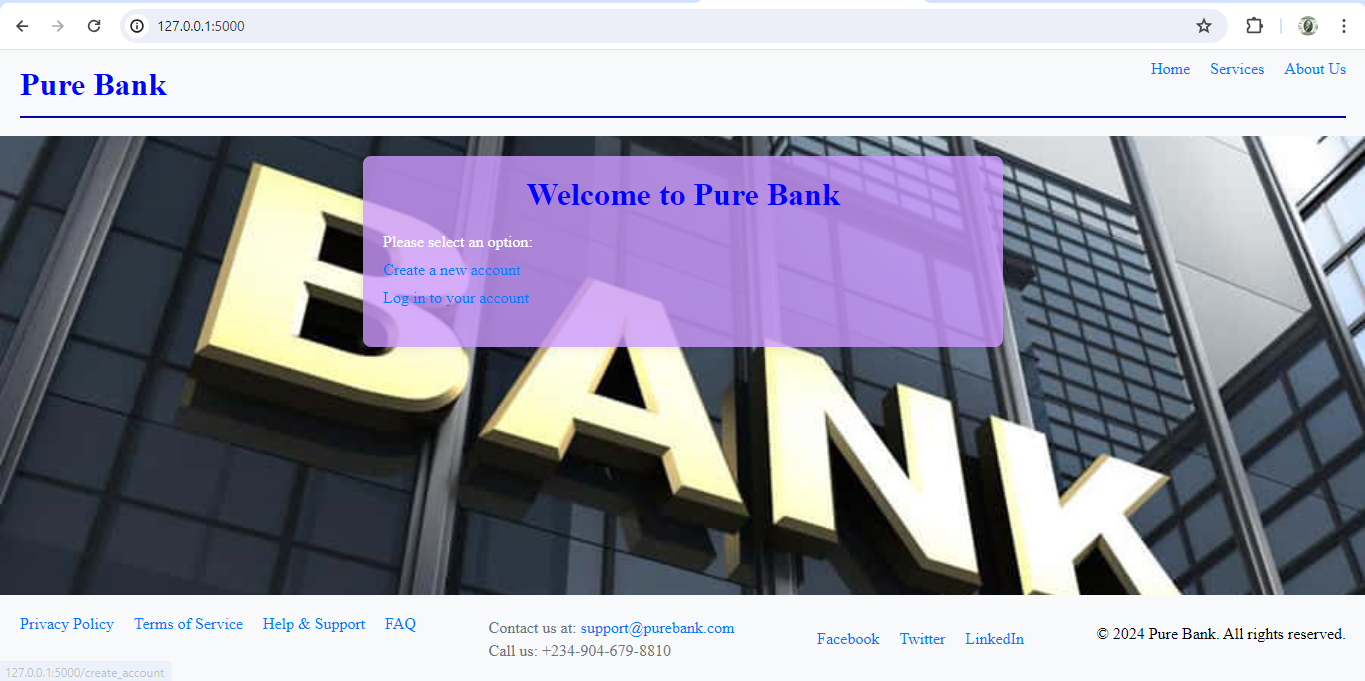 127.0.0.1:5000
Pure Bank
Home Services About Us
Welcome to Pure Bank
Please select an option:
Create a new account
Log in to your account
BANK
Privacy Policy Terms of Service Help & Support FAQ
Contact us at: support@purebank.com
Call us: +234-904-679-8810
Facebook Twitter LinkedIn
© 2024 Pure Bank. All rights reserved.
127.0.0.1:5000/create_account